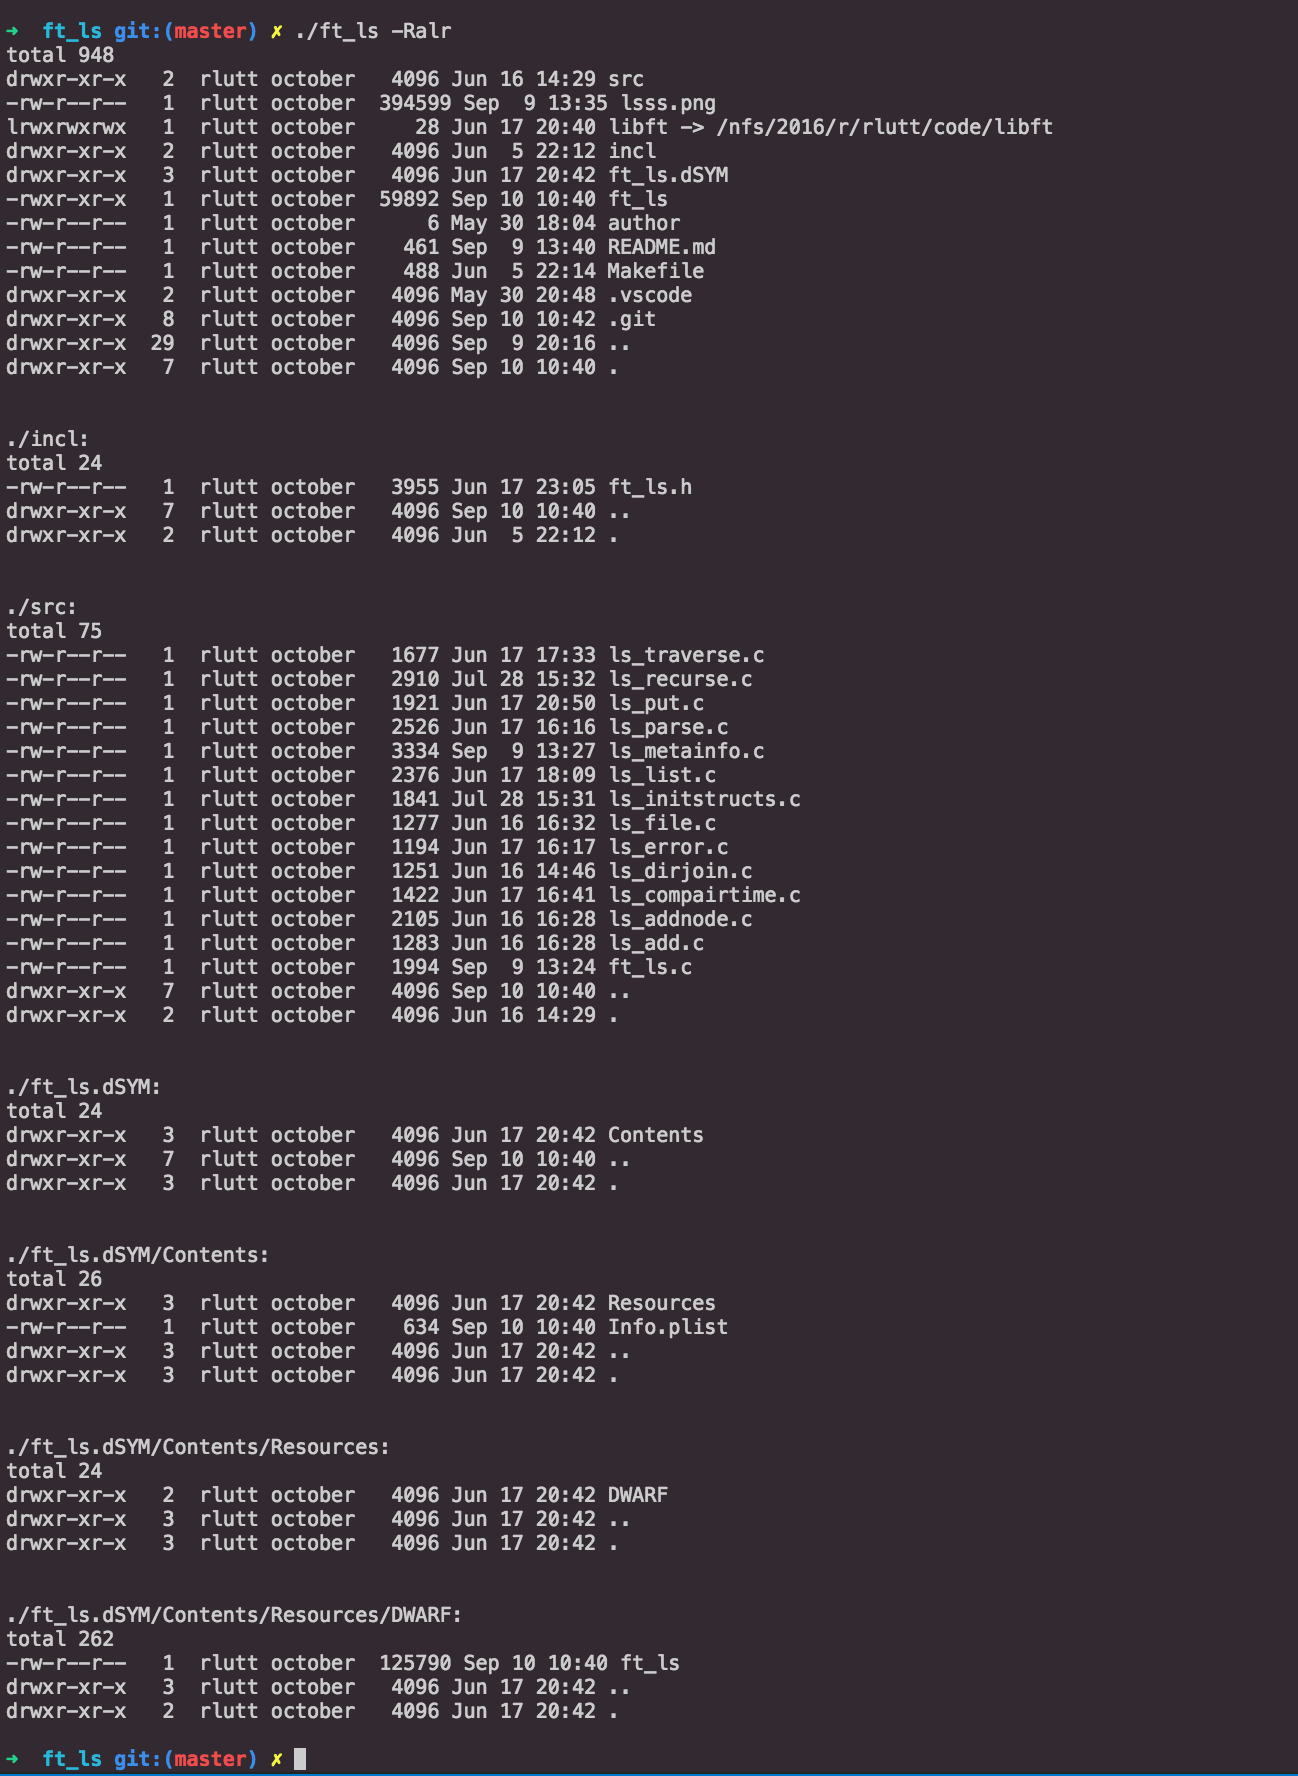 ➜  ft_ls git:(master) ✗ ./ft_ls -Ralr
total 948
drwxr-xr-x   2  rlutt october   4096 Jun 16 14:29 src
-rw-r--r--   1  rlutt october  394599 Sep  9 13:35 lsss.png
lrwxrwxrwx   1  rlutt october     28 Jun 17 20:40 libft -> /nfs/2016/r/rlutt/code/libft
drwxr-xr-x   2  rlutt october   4096 Jun  5 22:12 incl
drwxr-xr-x   3  rlutt october   4096 Jun 17 20:42 ft_ls.dSYM
-rwxr-xr-x   1  rlutt october  59892 Sep 10 10:40 ft_ls
-rw-r--r--   1  rlutt october      6 May 30 18:04 author
-rw-r--r--   1  rlutt october    461 Sep  9 13:40 README.md
-rw-r--r--   1  rlutt october    488 Jun  5 22:14 Makefile
drwxr-xr-x   2  rlutt october   4096 May 30 20:48 .vscode
drwxr-xr-x   8  rlutt october   4096 Sep 10 10:42 .git
drwxr-xr-x  29  rlutt october   4096 Sep  9 20:16 ..
drwxr-xr-x   7  rlutt october   4096 Sep 10 10:40 .

./incl:
total 24
-rw-r--r--   1  rlutt october   3955 Jun 17 23:05 ft_ls.h
drwxr-xr-x   7  rlutt october   4096 Sep 10 10:40 ..
drwxr-xr-x   2  rlutt october   4096 Jun  5 22:12 .

./src:
total 75
-rw-r--r--   1  rlutt october   1677 Jun 17 17:33 ls_traverse.c
-rw-r--r--   1  rlutt october   2910 Jul 28 15:32 ls_recurse.c
-rw-r--r--   1  rlutt october   1921 Jun 17 20:50 ls_put.c
-rw-r--r--   1  rlutt october   2526 Jun 17 16:16 ls_parse.c
-rw-r--r--   1  rlutt october   3334 Sep  9 13:27 ls_metainfo.c
-rw-r--r--   1  rlutt october   2376 Jun 17 18:09 ls_list.c
-rw-r--r--   1  rlutt october   1841 Jul 28 15:31 ls_initstructs.c
-rw-r--r--   1  rlutt october   1277 Jun 16 16:32 ls_file.c
-rw-r--r--   1  rlutt october   1194 Jun 17 16:17 ls_error.c
-rw-r--r--   1  rlutt october   1251 Jun 16 14:46 ls_dirjoin.c
-rw-r--r--   1  rlutt october   1422 Jun 17 16:41 ls_compairtime.c
-rw-r--r--   1  rlutt october   2105 Jun 16 16:28 ls_addnode.c
-rw-r--r--   1  rlutt october   1283 Jun 16 16:28 ls_add.c
-rw-r--r--   1  rlutt october   1994 Sep  9 13:24 ft_ls.c
drwxr-xr-x   7  rlutt october   4096 Sep 10 10:40 ..
drwxr-xr-x   2  rlutt october   4096 Jun 16 14:29 .

./ft_ls.dSYM:
total 24
drwxr-xr-x   3  rlutt october   4096 Jun 17 20:42 Contents
drwxr-xr-x   7  rlutt october   4096 Sep 10 10:40 ..
drwxr-xr-x   3  rlutt october   4096 Jun 17 20:42 .

./ft_ls.dSYM/Contents:
total 26
drwxr-xr-x   3  rlutt october   4096 Jun 17 20:42 Resources
-rw-r--r--   1  rlutt october    634 Sep 10 10:40 Info.plist
drwxr-xr-x   3  rlutt october   4096 Jun 17 20:42 ..
drwxr-xr-x   3  rlutt october   4096 Jun 17 20:42 .

./ft_ls.dSYM/Contents/Resources:
total 24
drwxr-xr-x   2  rlutt october   4096 Jun 17 20:42 DWARF
drwxr-xr-x   3  rlutt october   4096 Jun 17 20:42 ..
drwxr-xr-x   3  rlutt october   4096 Jun 17 20:42 .

./ft_ls.dSYM/Contents/Resources/DWARF:
total 262
-rw-r--r--   1  rlutt october  125790 Sep 10 10:40 ft_ls
drwxr-xr-x   3  rlutt october   4096 Jun 17 20:42 ..
drwxr-xr-x   2  rlutt october   4096 Jun 17 20:42 .

➜  ft_ls git:(master) ✗